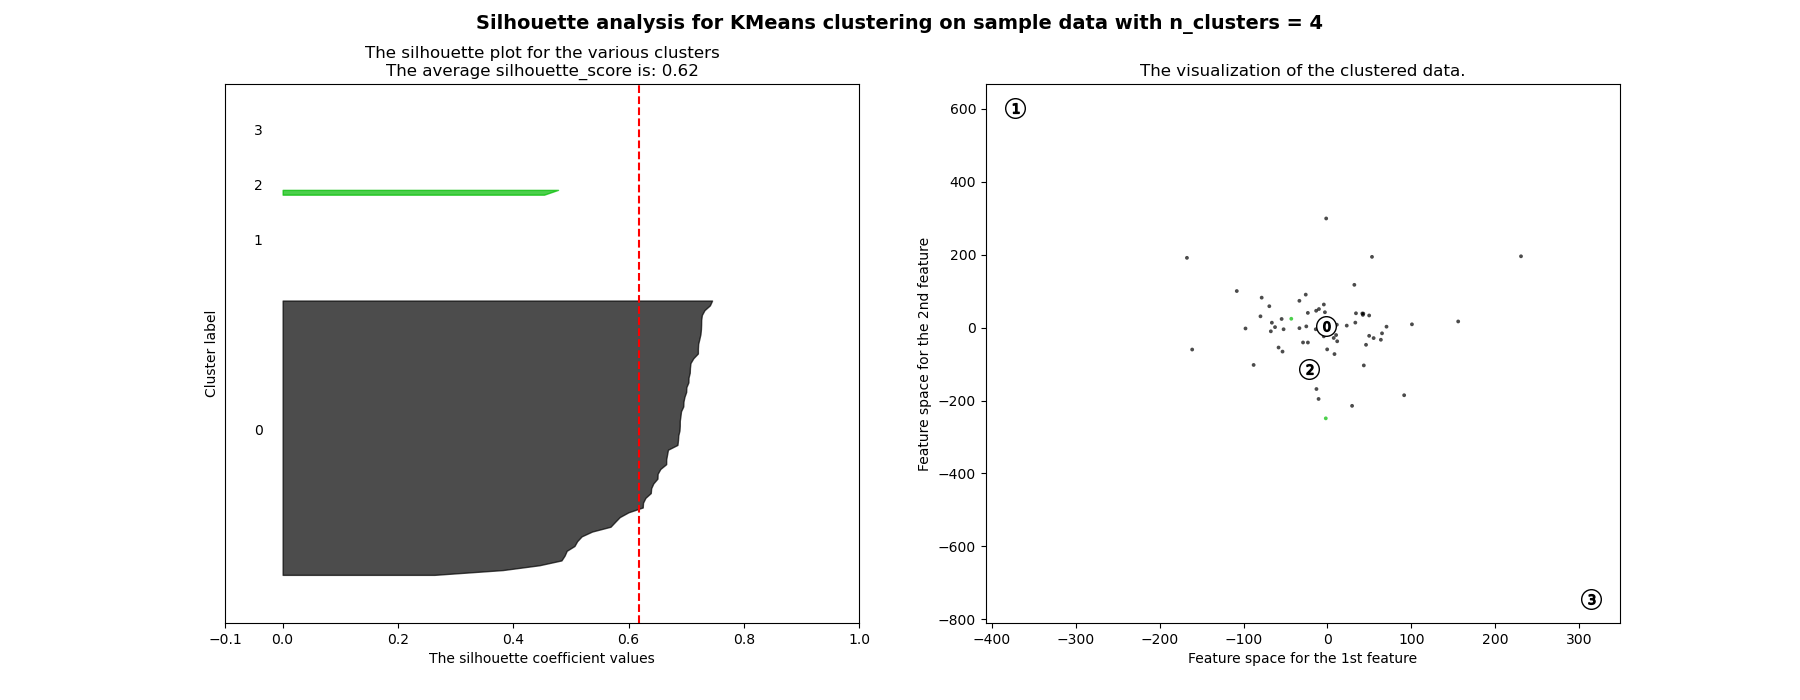 Silhouette analysis for KMeans clustering on sample data with n_clusters = 4
The silhouette plot for the various clusters
The average silhouette_score is: 0.62
3
2
1
0
Cluster label
−0.1 0.0 0.2 0.4 0.6 0.8 1.0
The silhouette coefficient values
The visualization of the clustered data.
600
400
200
0
−200
−400
−600
−800
Feature space for the 2nd feature
1
0
2
3
−400 −300 −200 −100 0 100 200 300
Feature space for the 1st feature